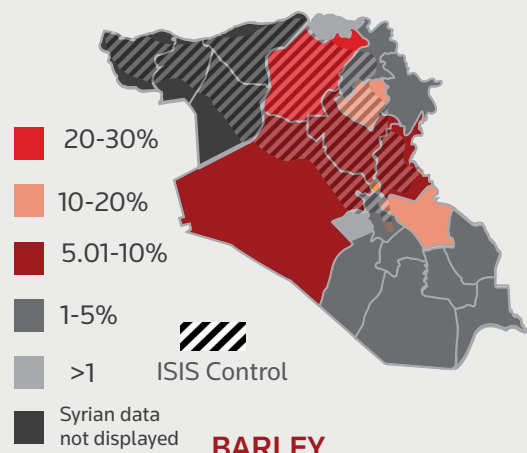 20-30%
10-20%
5.01-10%
1-5%
>1
ISIS Control
Syrian data
not displayed
BARLEY